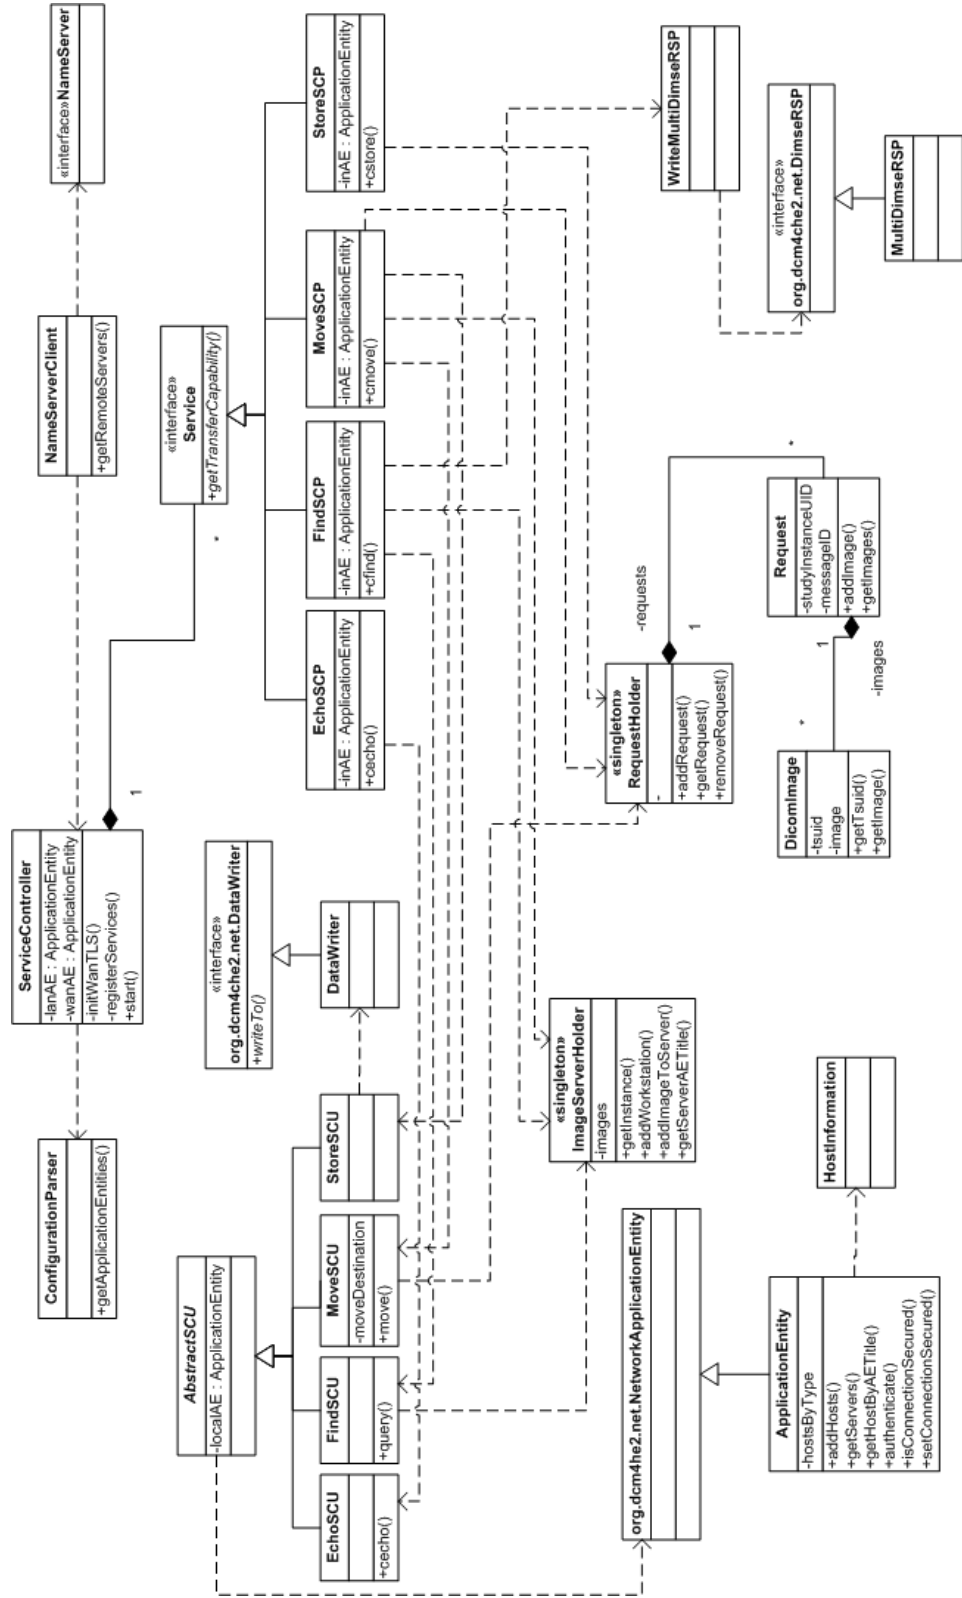 ConfigurationParser
+getApplicationEntities()
ServiceController
-lanAE : ApplicationEntity
-wanAE : ApplicationEntity
-initWanTLS()
-registerServices()
+start()
1
*
NameServerClient
+getRemoteServers()
«interface»NameServer
AbstractSCU
-localAE : ApplicationEntity
«interface»
org.dcm4che2.net.DataWriter
+writeTo()
«interface»
Service
+getTransferCapability()
EchoSCU
+cecho()
FindSCU
+query()
MoveSCU
-moveDestination
+move()
StoreSCU
DataWriter
EchoSCP
-inAE : ApplicationEntity
+cecho()
FindSCP
-inAE : ApplicationEntity
+cfind()
MoveSCP
-inAE : ApplicationEntity
+cmove()
StoreSCP
-inAE : ApplicationEntity
+cstore()
«singleton»
ImageServerHolder
-images
+getInstance()
+addWorkstation()
+addImageToServer()
+getServerAETitle()
«singleton»
RequestHolder
-
+addRequest()
+getRequest()
+removeRequest()
-requests
1
*
WriteMultiDimseRSP
org.dcm4he2.net.NetworkApplicationEntity
«interface»
org.dcm4che2.net.DimseRSP
MultiDimseRSP
ApplicationEntity
-hostsByType
+addHosts()
+getServers()
+getHostByAETitle()
+authenticate()
+isConnectionSecured()
+setConnectionSecured()
HostInformation
DicomImage
-tsuid
-image
+getTsuid()
+getImage()
*
1
-images
Request
-studyInstanceUID
-messageID
+addImage()
+getImages()